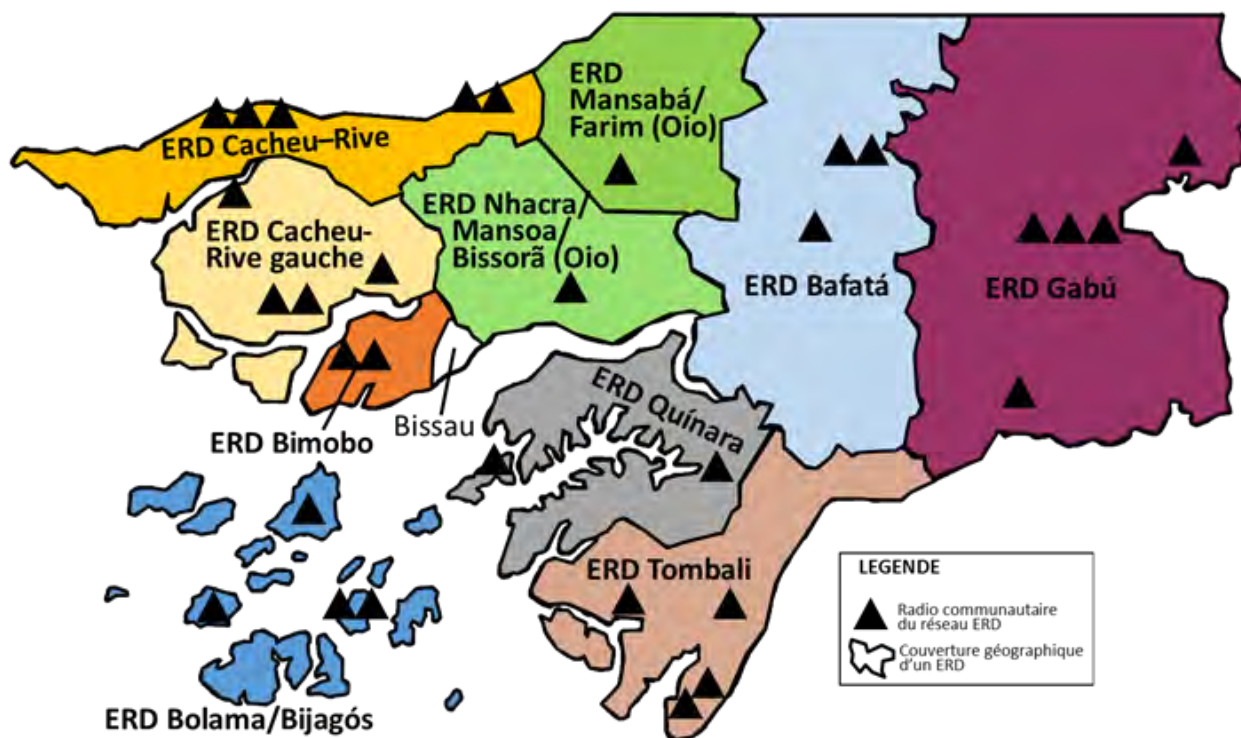 ERD
Mansabá/
Farim (Oio)
ERD Cacheu–Rive
ERD Nhacra/
Mansoa/
Bissorã (Oio)
ERD Cacheu-
Rive gauche
ERD Bafatá
ERD Gabú
ERD Quínara
Bissau
ERD Bimobo
ERD Tombali
ERD Bolama/Bijagós
LEGENDE
Radio communautaire
du réseau ERD
Couverture géographique
d'un ERD